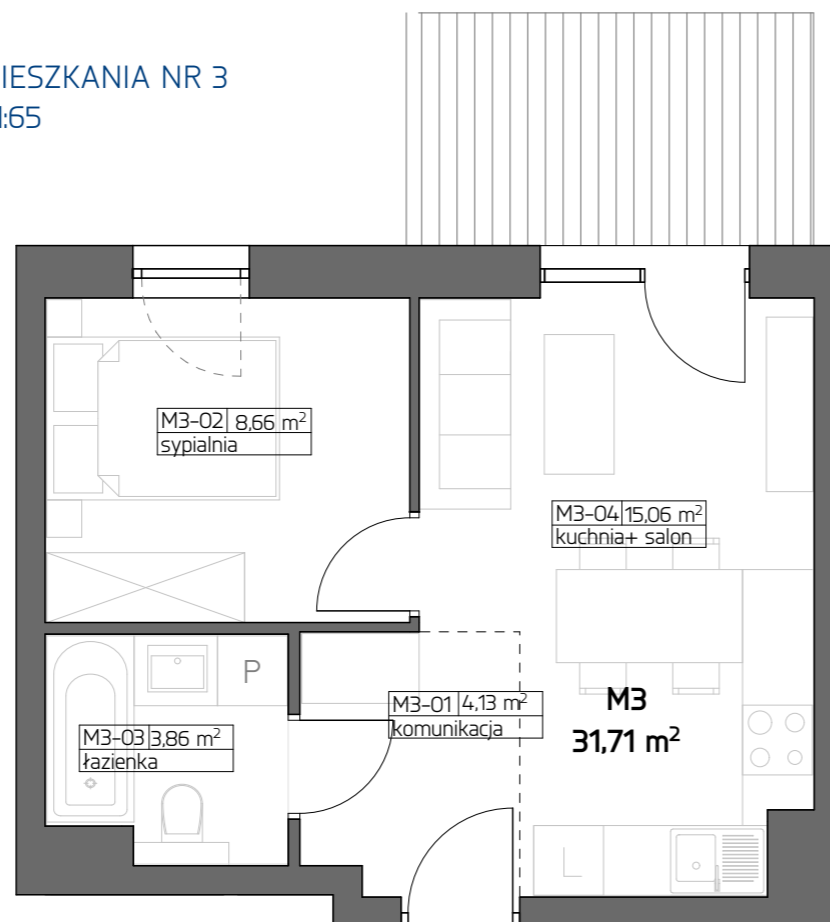 IESZKANIA NR 3
1:65
M3-02 8,66 m²
sypialnia
M3-04 15,06 m²
kuchnia+ salon
P
M3-01 4,13 m²
komunikacja
M3
31,71 m²
M3-03 3,86 m²
łazienka
L